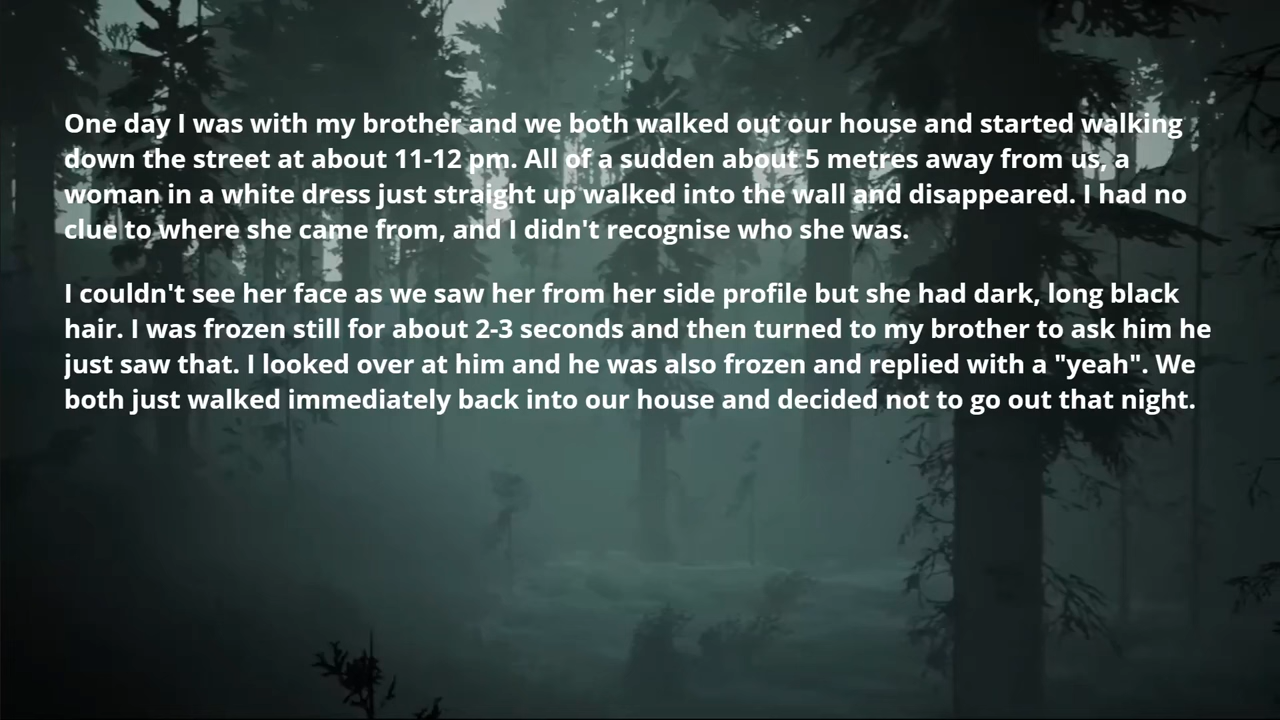 One day I was with my brother and we both walked out our house and started walking
down the street at about 11-12 pm. All of a sudden about 5 metres away from us, a
woman in a white dress just straight up walked into the wall and disappeared. I had no
clue to where she came from, and I didn't recognise who she was.
I couldn't see her face as we saw her from her side profile but she had dark, long black
hair. I was frozen still for about 2-3 seconds and then turned to my brother to ask him he
just saw that. I looked over at him and he was also frozen and replied with a "yeah". We
both just walked immediately back into our house and decided not to go out that night.